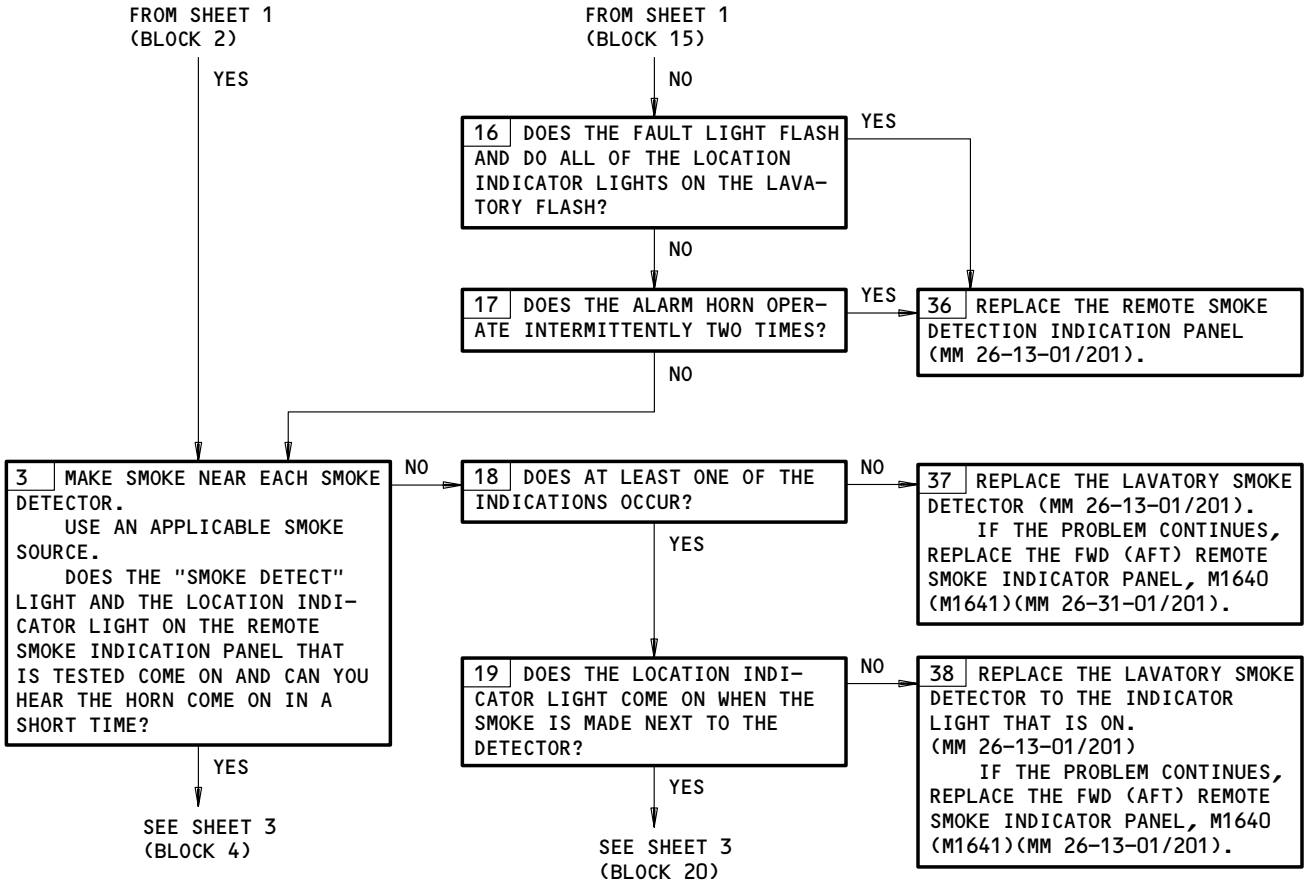 FROM SHEET 1
(BLOCK 2)
YES
FROM SHEET 1
(BLOCK 15)
NO
16 DOES THE FAULT LIGHT FLASH
AND DO ALL OF THE LOCATION
INDICATOR LIGHTS ON THE LAVA-
TORY FLASH?
YES
NO
17 DOES THE ALARM HORN OPER-
ATE INTERMITTENTLY TWO TIMES?
YES
NO
36 REPLACE THE REMOTE SMOKE
DETECTION INDICATION PANEL
(MM 26-13-01/201).
3 MAKE SMOKE NEAR EACH SMOKE
DETECTOR.
USE AN APPLICABLE SMOKE
SOURCE.
DOES THE "SMOKE DETECT"
LIGHT AND THE LOCATION INDI-
CATOR LIGHT ON THE REMOTE
SMOKE INDICATION PANEL THAT
IS TESTED COME ON AND CAN YOU
HEAR THE HORN COME ON IN A
SHORT TIME?
NO
YES
SEE SHEET 3
(BLOCK 4)
18 DOES AT LEAST ONE OF THE
INDICATIONS OCCUR?
NO
YES
37 REPLACE THE LAVATORY SMOKE
DETECTOR (MM 26-13-01/201).
IF THE PROBLEM CONTINUES,
REPLACE THE FWD (AFT) REMOTE
SMOKE INDICATOR PANEL, M1640
(M1641)(MM 26-31-01/201).
19 DOES THE LOCATION INDI-
CATOR LIGHT COME ON WHEN THE
SMOKE IS MADE NEXT TO THE
DETECTOR?
NO
YES
SEE SHEET 3
(BLOCK 20)
38 REPLACE THE LAVATORY SMOKE
DETECTOR TO THE INDICATOR
LIGHT THAT IS ON.
(MM 26-13-01/201)
IF THE PROBLEM CONTINUES,
REPLACE THE FWD (AFT) REMOTE
SMOKE INDICATOR PANEL, M1640
(M1641)(MM 26-13-01/201).